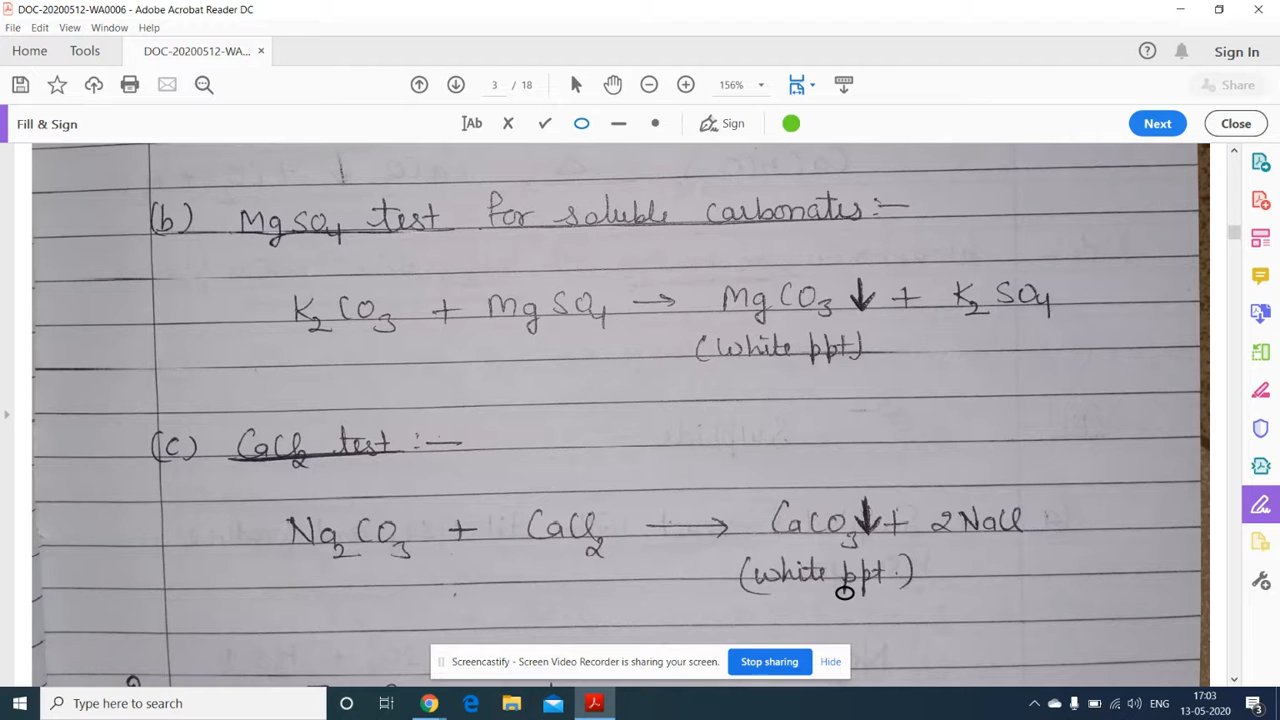 DOC-20200512-WA0006 - Adobe Acrobat Reader DC
File Edit View Window Help
Home Tools DOC-20200512-WA... × Sign In
3 / 18 156% Share
Fill & Sign Ab Sign Next Close
(b) MgSO4 test for soluble carbonates :-
K2CO3 + MgSO4 → MgCO3 ↓ + K2SO4
(White ppt)
(c) CaCl2 test :-
Na2CO3 + CaCl2 → CaCO3 ↓ + 2NaCl
(White ppt.)
Screencastify - Screen Video Recorder is sharing your screen. Stop sharing Hide
Type here to search
ENG 17:03
13-05-2020 3